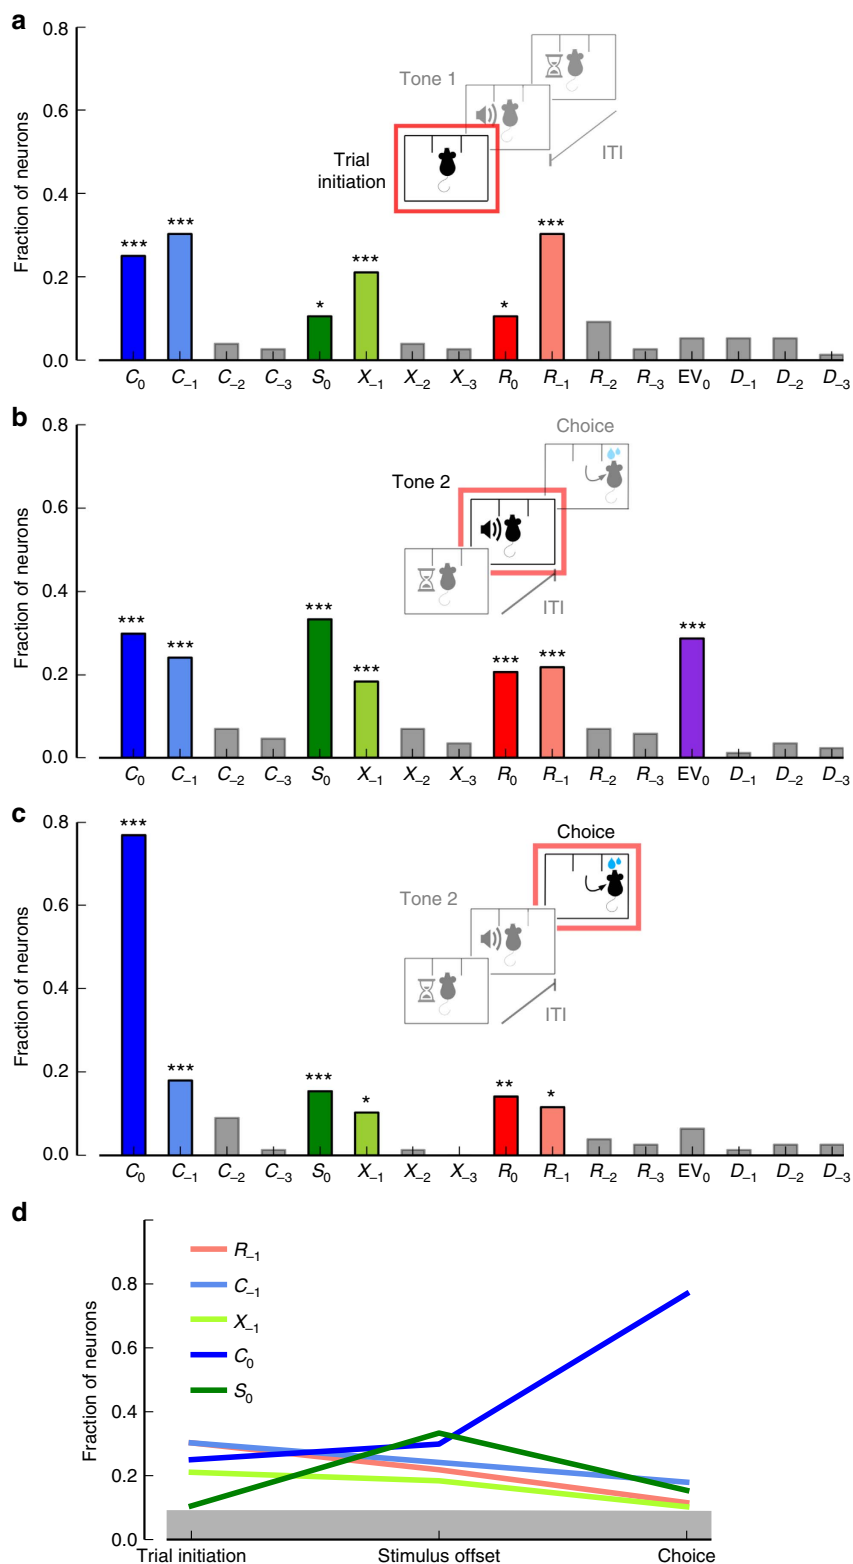 a
0.8
0.6
0.4
0.2
0.0
Fraction of neurons
Tone 1
Trial
initiation
ITI
***
***
*
***
*
***
C0 C–1 C–2 C–3 S0 X–1 X–2 X–3 R0 R–1 R–2 R–3 EV0 D–1 D–2 D–3
b
0.8
0.6
0.4
0.2
0.0
Fraction of neurons
Choice
Tone 2
ITI
***
***
***
***
***
***
***
C0 C–1 C–2 C–3 S0 X–1 X–2 X–3 R0 R–1 R–2 R–3 EV0 D–1 D–2 D–3
c
0.8
0.6
0.4
0.2
0.0
Fraction of neurons
Choice
Tone 2
ITI
***
***
***
*
**
*
C0 C–1 C–2 C–3 S0 X–1 X–2 X–3 R0 R–1 R–2 R–3 EV0 D–1 D–2 D–3
d
0.8
0.6
0.4
0.2
0.0
Fraction of neurons
R–1
C–1
X–1
C0
S0
Trial initiation Stimulus offset Choice